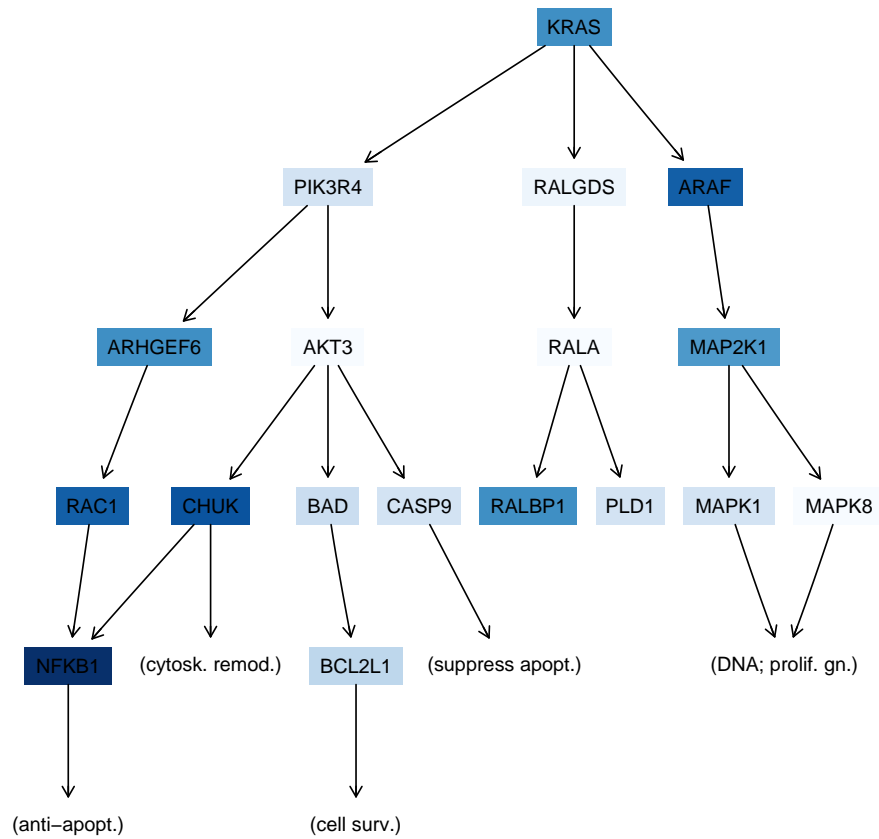 KRAS
PIK3R4
RALGDS
ARAF
ARHGEF6
AKT3
RALA
MAP2K1
RAC1
CHUK
BAD
CASP9
RALBP1
PLD1
MAPK1
MAPK8
NFKB1
(cytosk. remod.)
BCL2L1
(suppress apopt.)
(DNA; prolif. gn.)
(anti−apopt.)
(cell surv.)